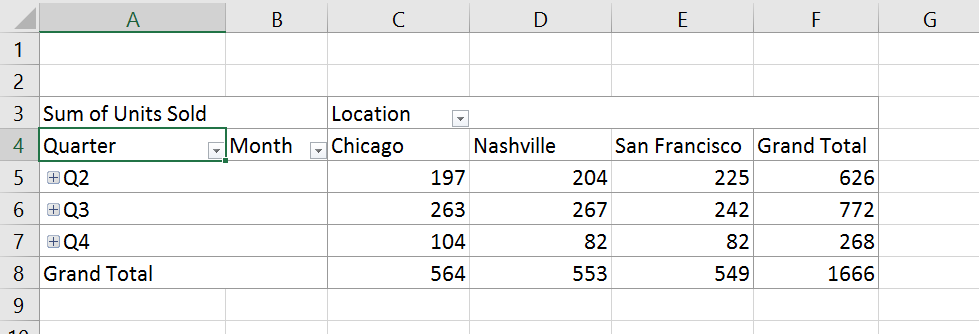 A B C D E F G
1
2
3 Sum of Units Sold Location
4 Quarter Month Chicago Nashville San Francisco Grand Total
5 Q2 197 204 225 626
6 Q3 263 267 242 772
7 Q4 104 82 82 268
8 Grand Total 564 553 549 1666
9
10